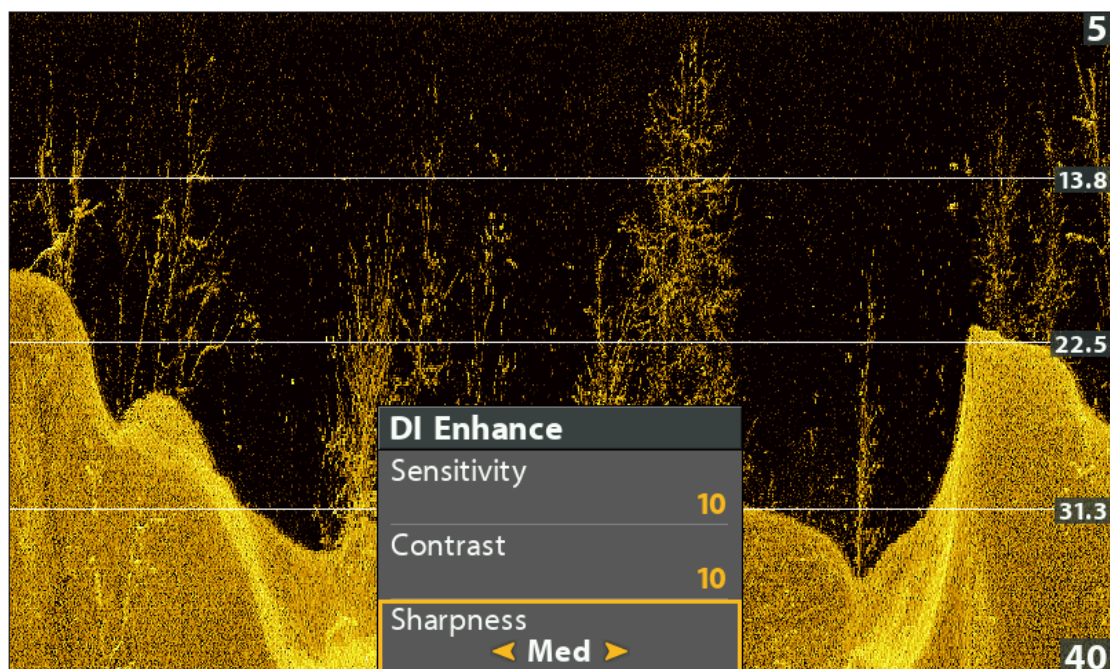 5
13.8
22.5
DI Enhance
Sensitivity
10
31.3
Contrast
10
Sharpness
Med
40